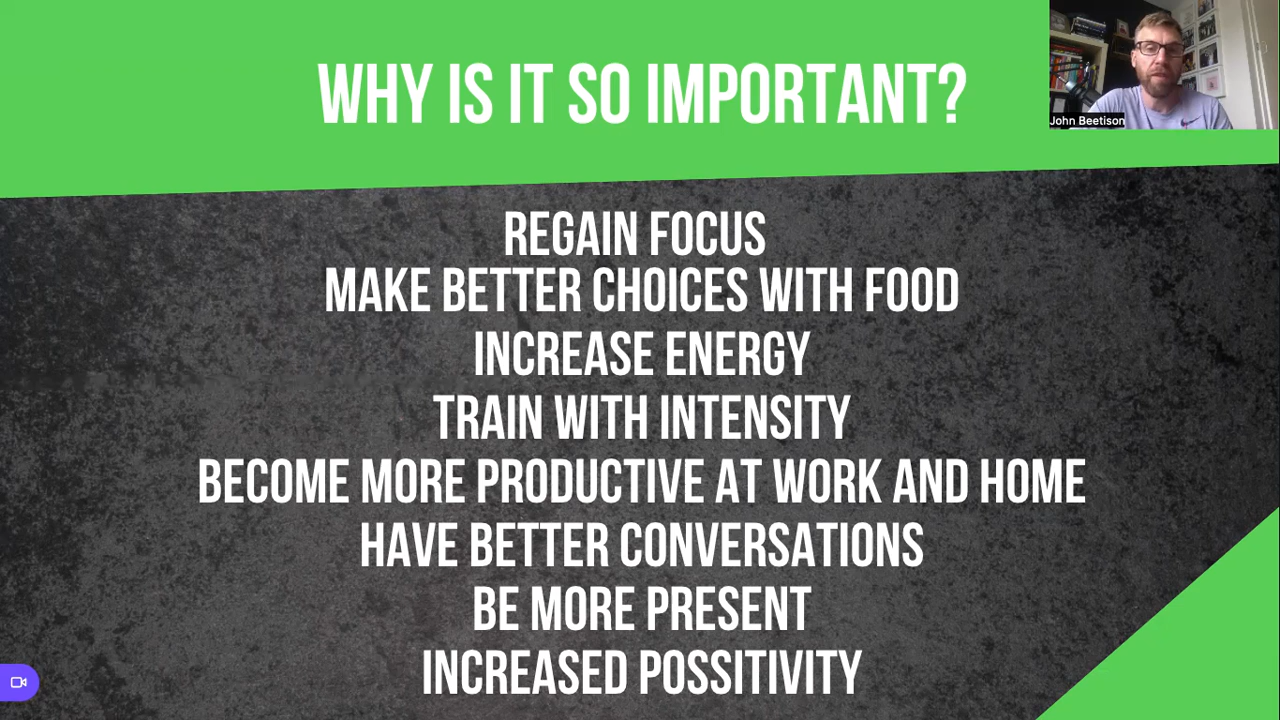 WHY IS IT SO IMPORTANT?
John Beetison
REGAIN FOCUS
MAKE BETTER CHOICES WITH FOOD
INCREASE ENERGY
TRAIN WITH INTENSITY
BECOME MORE PRODUCTIVE AT WORK AND HOME
HAVE BETTER CONVERSATIONS
BE MORE PRESENT
INCREASED POSSITIVITY